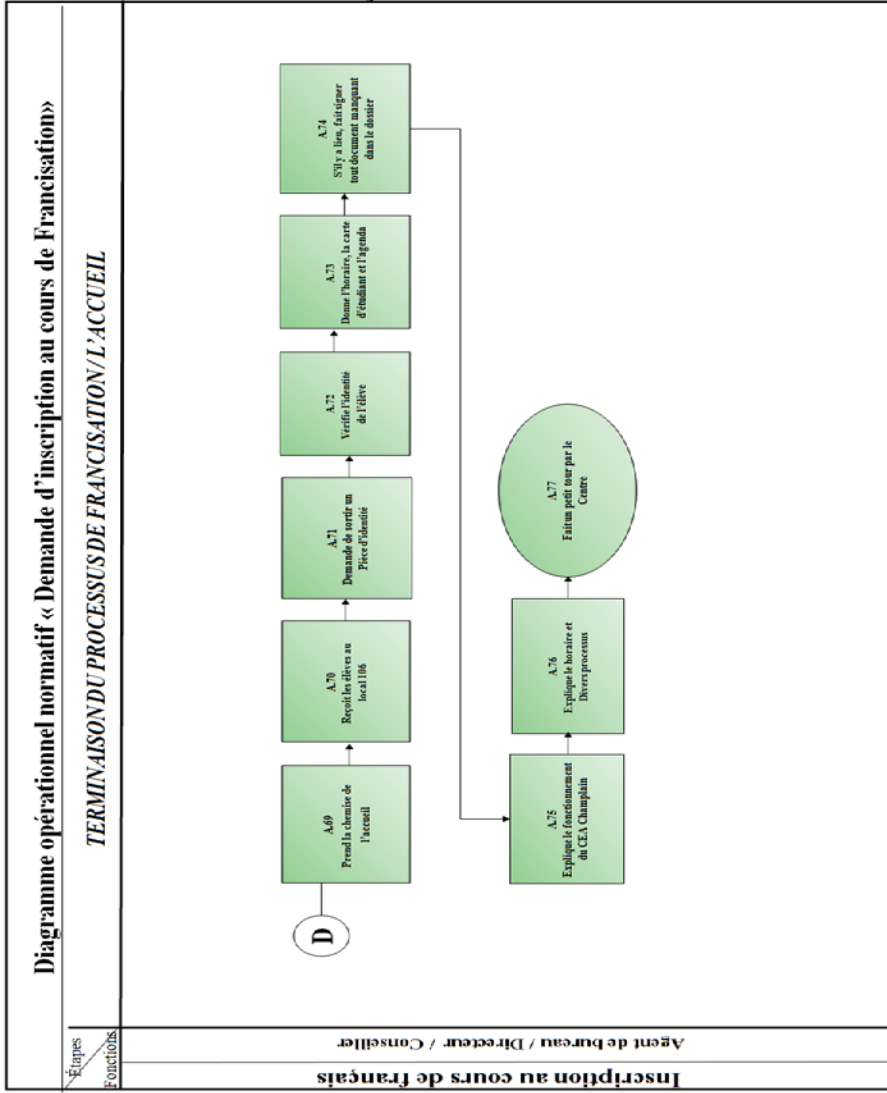 Diagramme opérationnel normatif « Demande d’inscription au cours de Francisation»
Étapes
Fonctions
TERMINAISON DU PROCESSUS DE FRANCISATION / L’ACCUEIL
Inscription au cours de français
Agent de bureau / Directeur / Conseiller
D
A.69
Prend la chemise de
l’accueil
A.70
Reçoit les élèves au
local 106
A.71
Demande de sortir un
Pièce d’identité
A.72
Vérifie l’identité
de l’élève
A.73
Donne l’horaire, la carte
d’étudiant et l’agenda
A.74
S’il y a lieu, fait signer
tout document manquant
dans le dossier
A.75
Explique le fonctionnement
du CEA Champlain
A.76
Explique le horaire et
Divers processus
A.77
Fait un petit tour par le
Centre